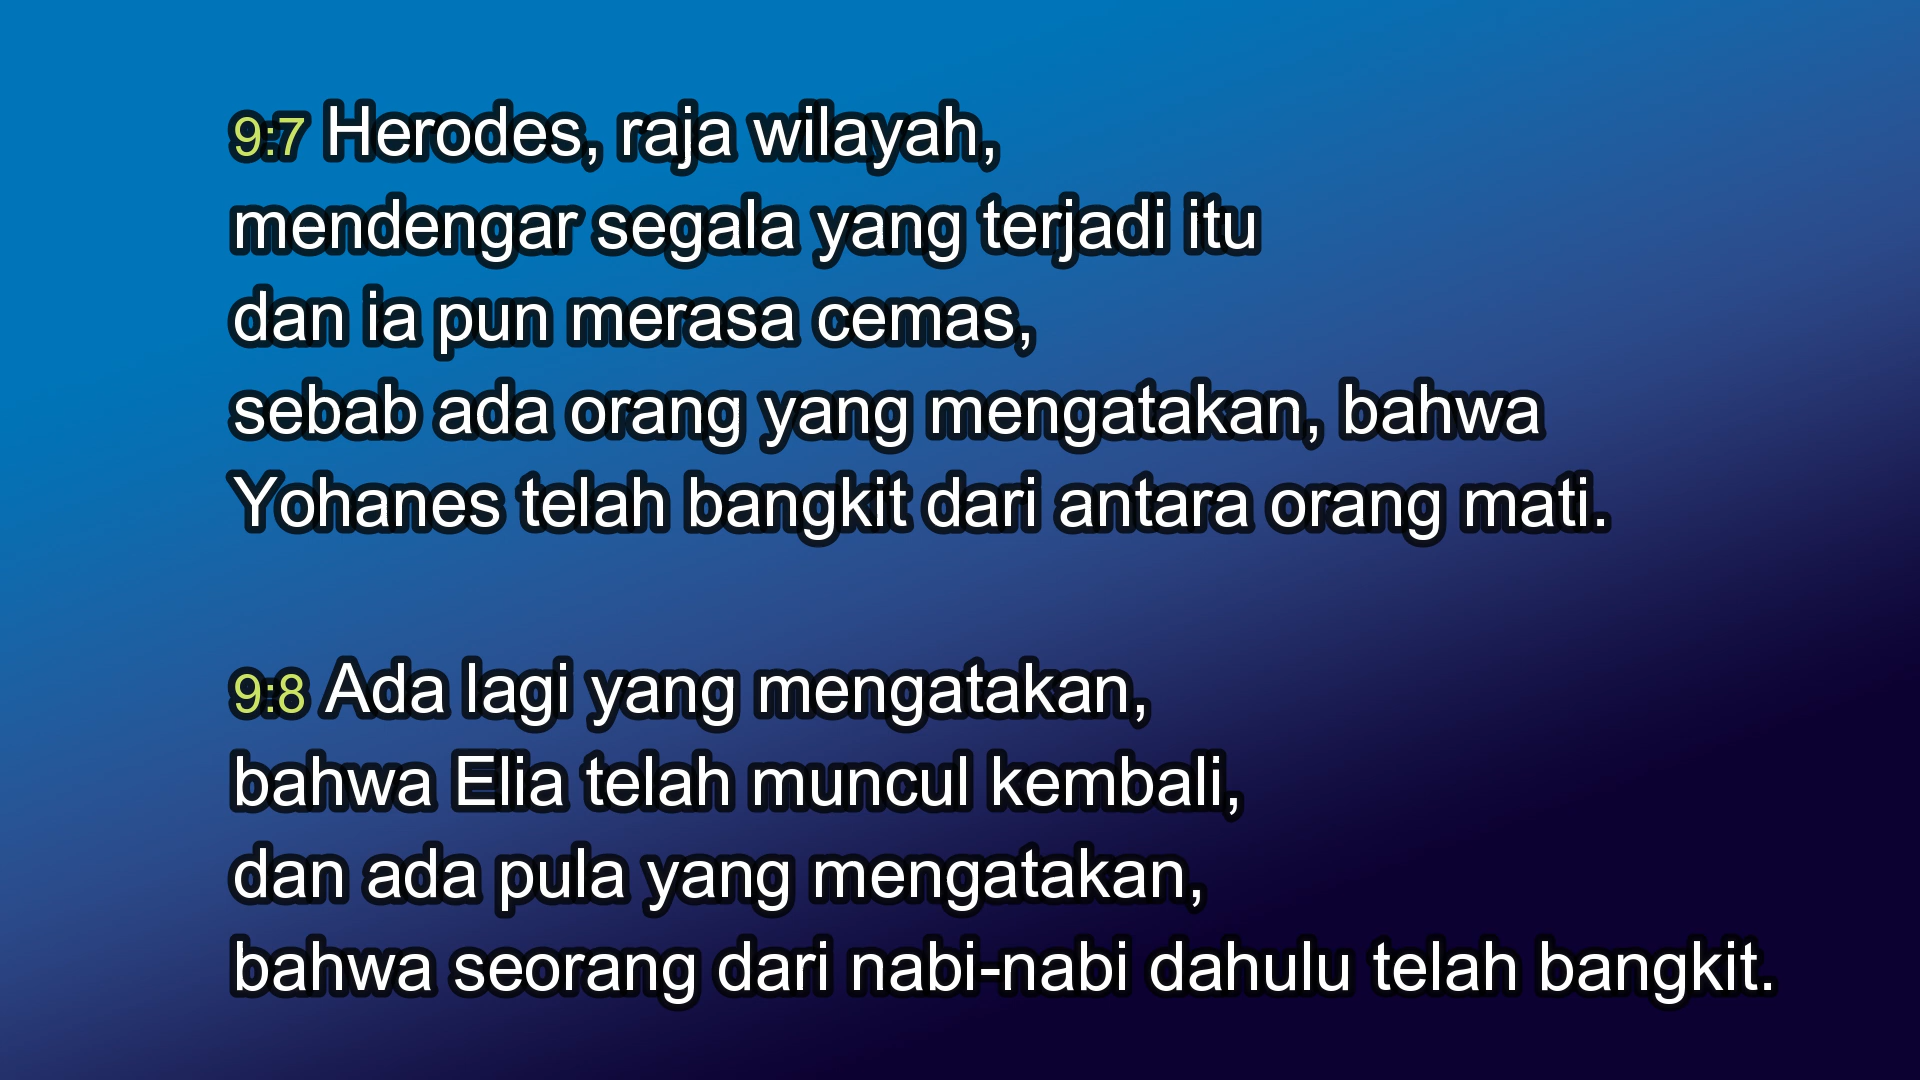 9:7 Herodes, raja wilayah,
mendengar segala yang terjadi itu
dan ia pun merasa cemas,
sebab ada orang yang mengatakan, bahwa
Yohanes telah bangkit dari antara orang mati.
9:8 Ada lagi yang mengatakan,
bahwa Elia telah muncul kembali,
dan ada pula yang mengatakan,
bahwa seorang dari nabi-nabi dahulu telah bangkit.